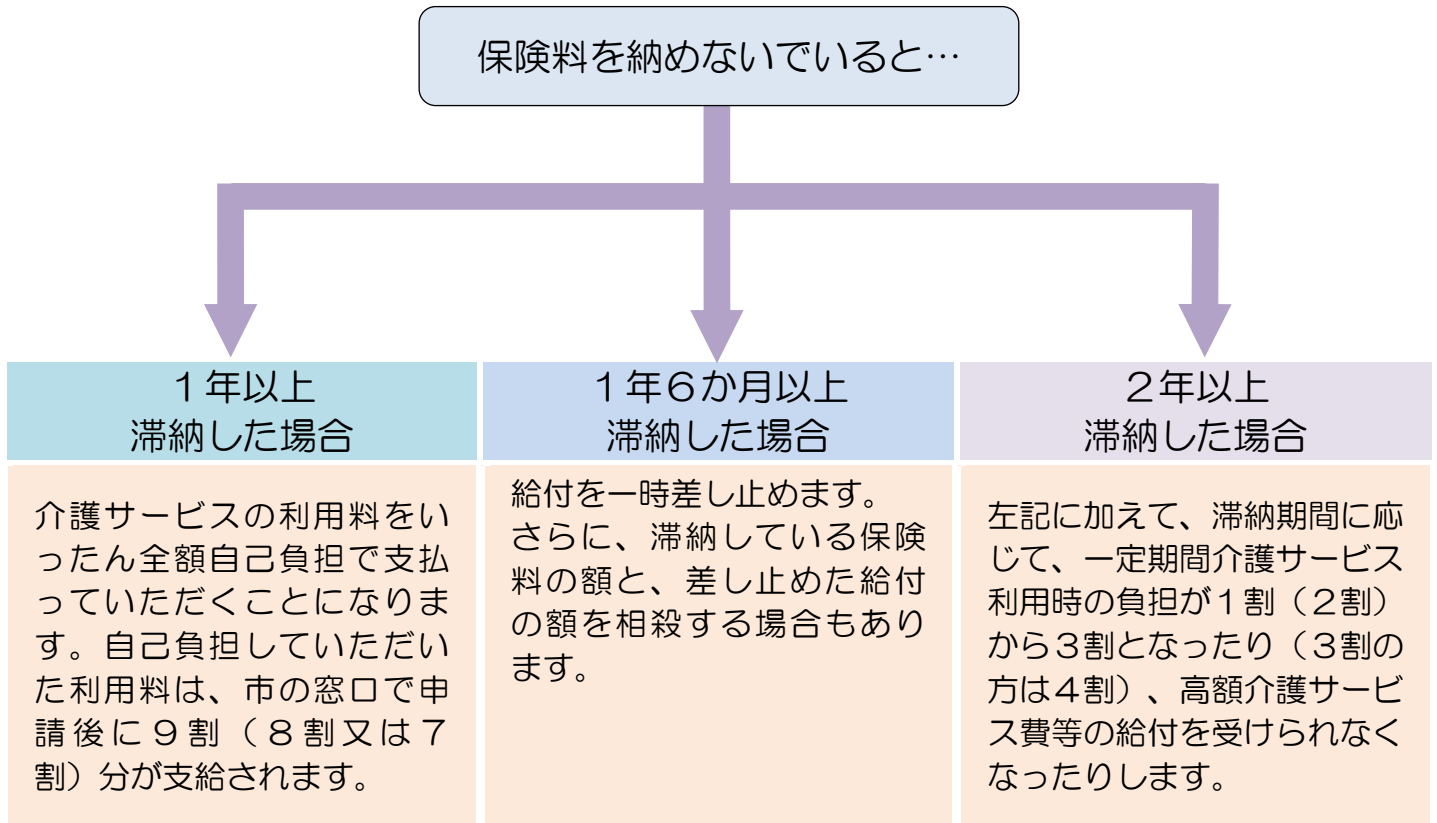 保険料を納めないでいると…
１年以上
滞納した場合
介護サービスの利用料をい
ったん全額自己負担で支払
っていただくことになりま
す。自己負担していただい
た利用料は、市の窓口で申
請後に９割（８割又は７
割）分が支給されます。
１年６か月以上
滞納した場合
給付を一時差し止めます。
さらに、滞納している保険
料の額と、差し止めた給付
の額を相殺する場合もあり
ます。
２年以上
滞納した場合
左記に加えて、滞納期間に応
じて、一定期間介護サービス
利用時の負担が１割（２割）
から３割となったり（３割の
方は４割）、高額介護サービ
ス費等の給付を受けられなく
なったりします。